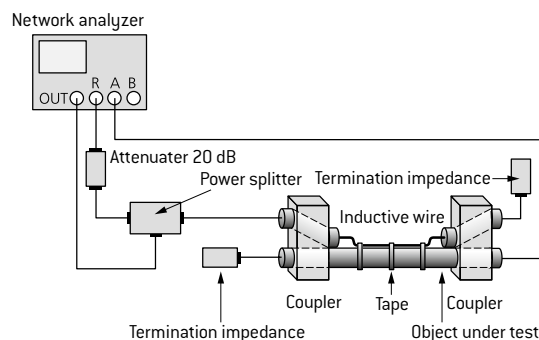 Network analyzer
R A B
OUT
Attenuater 20 dB
Power splitter
Termination impedance
Inductive wire
Coupler
Tape
Coupler
Termination impedance
Object under test